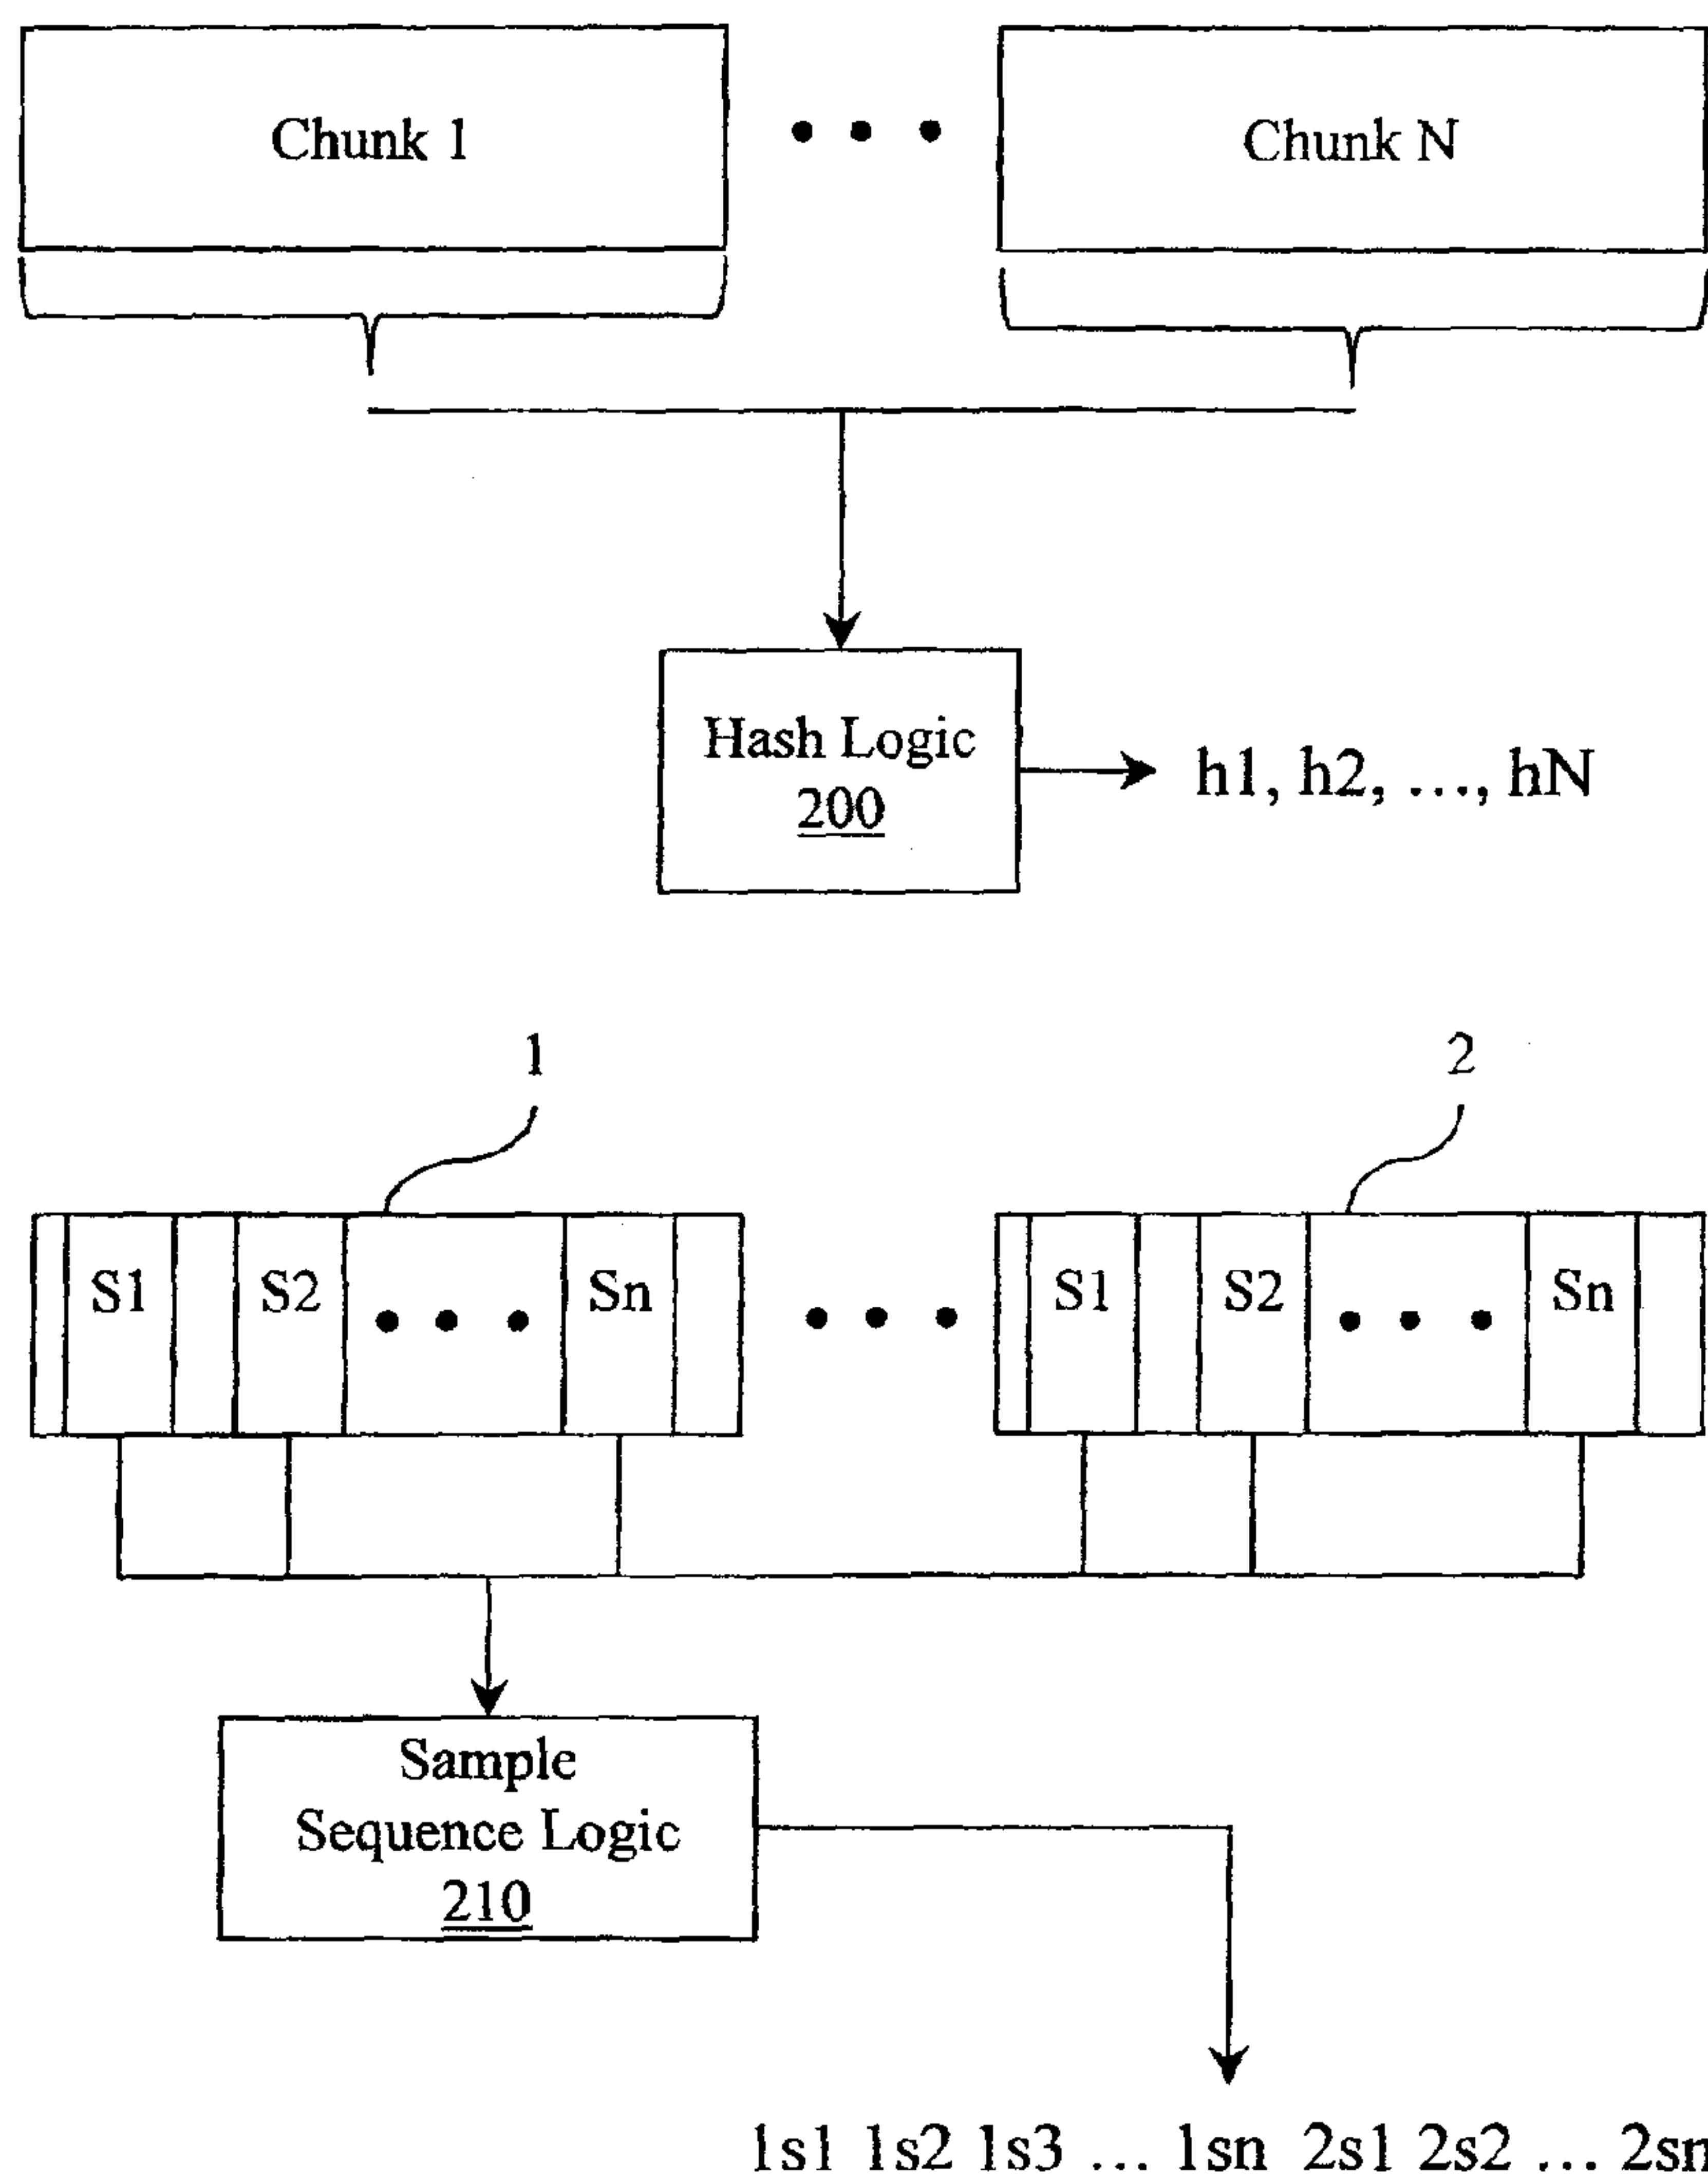 Chunk 1
Chunk N
Hash Logic
200
h1, h2, ..., hN
1
2
S1 S2 Sn S1 S2 Sn
Sample
Sequence Logic
210
1s1 1s2 1s3 ... 1sn 2s1 2s2 ... 2sn